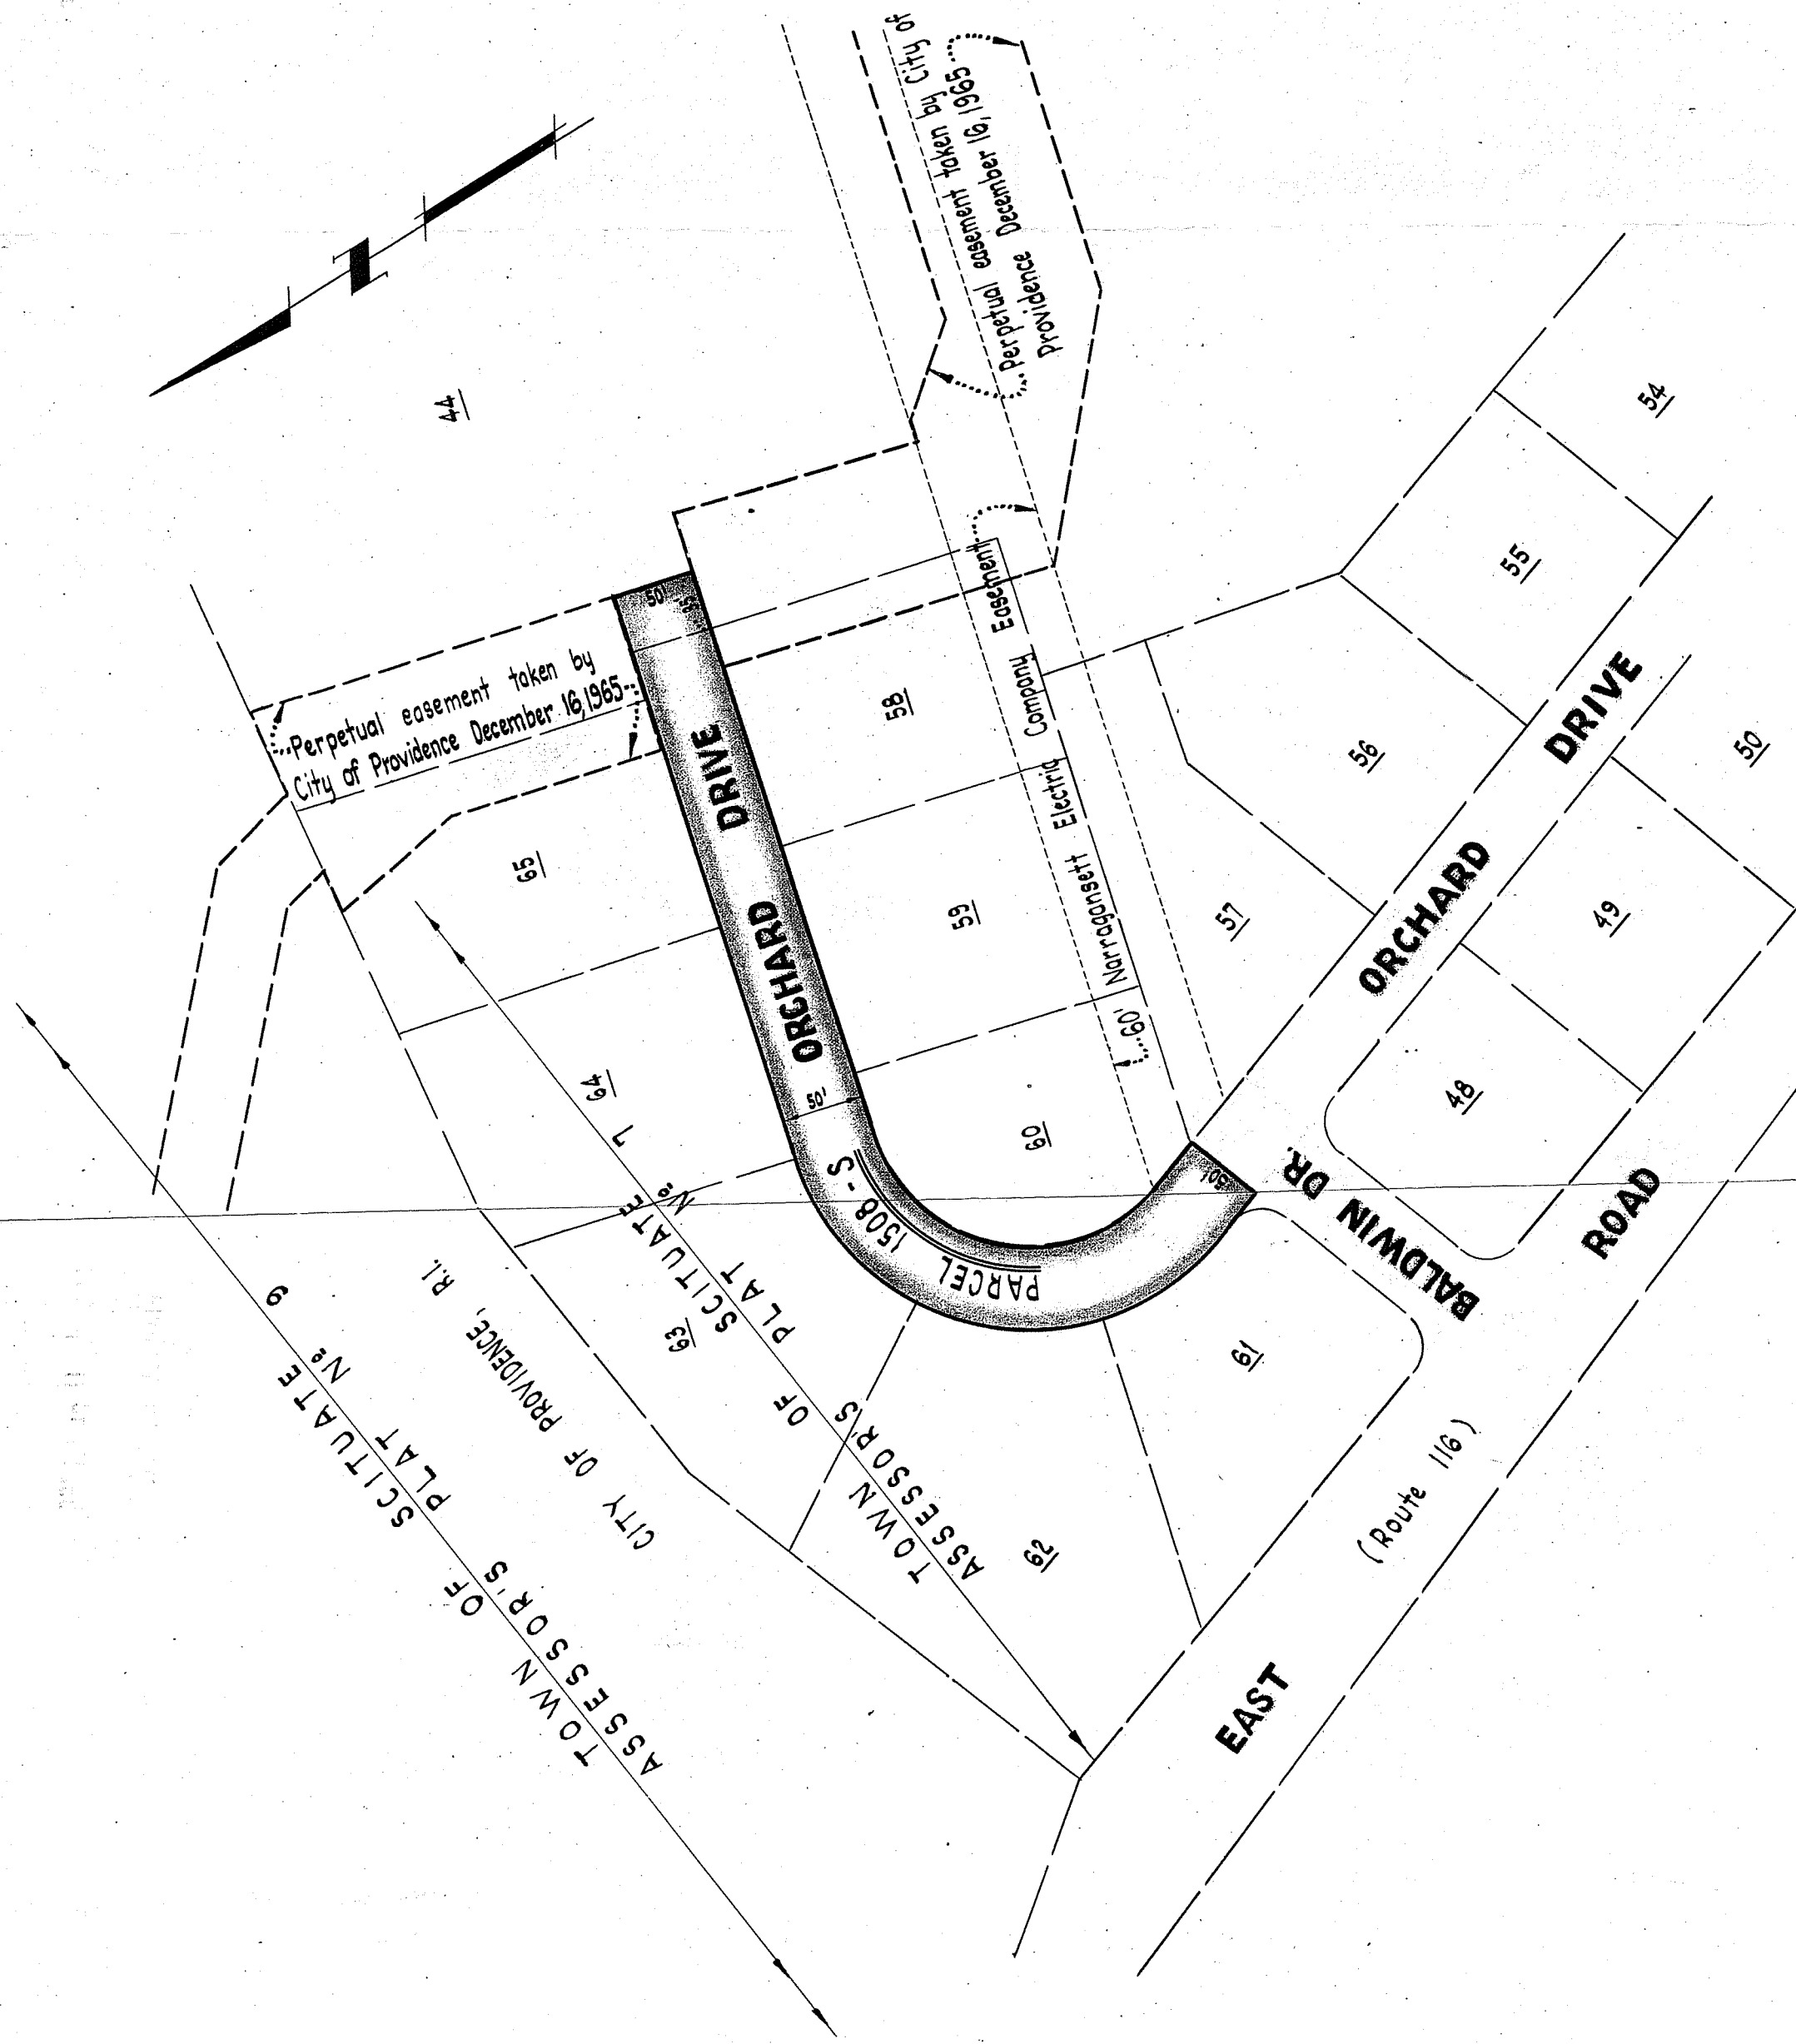 Perpetual easement taken by City of
Providence December 16, 1965
44
54
55
DRIVE
50
56
ORCHARD
49
57
48
BALDWIN DR.
ROAD
EAST
(Route 116)
Perpetual easement taken by
City of Providence December 16, 1965
50'
55'
58
Narragansett Electric Company Easement
60'
59
60
65
ORCHARD DRIVE
50'
64
PARCEL 1508-S
50'
61
62
63
TOWN OF SCITUATE
ASSESSOR'S PLAT Nº 7
CITY OF PROVIDENCE, R.I.
TOWN OF SCITUATE
ASSESSOR'S PLAT Nº 9
N